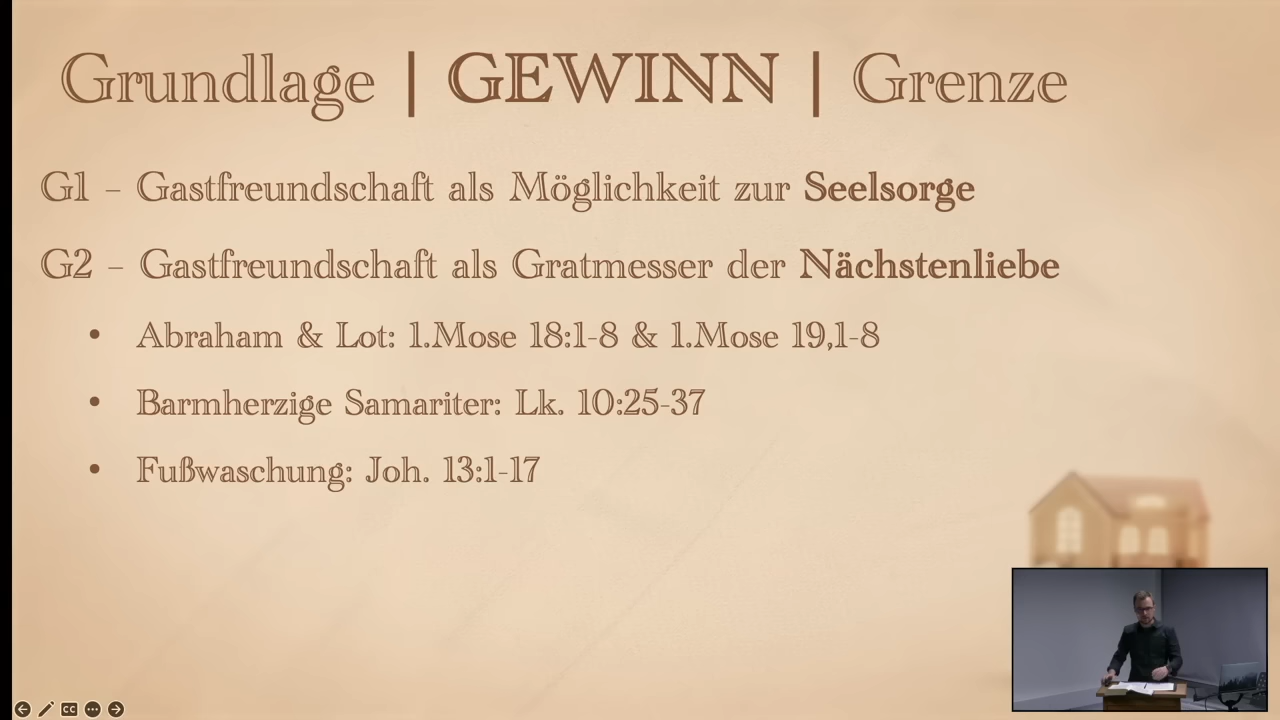 Grundlage | GEWINN | Grenze
G1 – Gastfreundschaft als Möglichkeit zur Seelsorge
G2 – Gastfreundschaft als Gratmesser der Nächstenliebe
• Abraham & Lot: 1.Mose 18:1-8 & 1.Mose 19,1-8
• Barmherzige Samariter: Lk. 10:25-37
• Fußwaschung: Joh. 13:1-17
CC